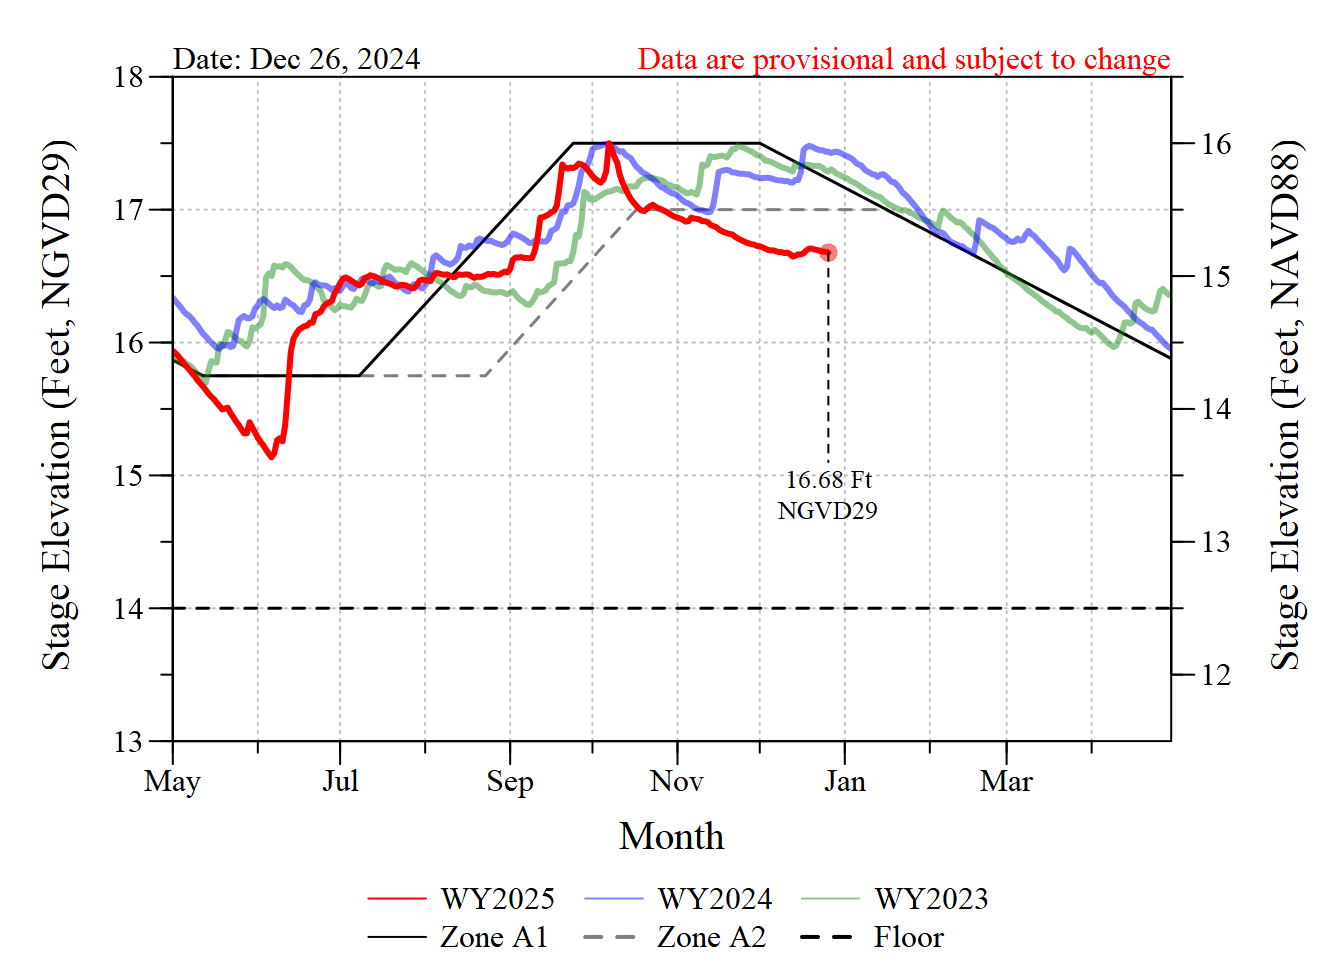 Date: Dec 26, 2024
Data are provisional and subject to change
Stage Elevation (Feet, NGVD29)
18
17
16
15
14
13
16
15
14
13
12
Stage Elevation (Feet, NAVD88)
16.68 Ft
NGVD29
May Jul Sep Nov Jan Mar
Month
WY2025 WY2024 WY2023
Zone A1 Zone A2 Floor